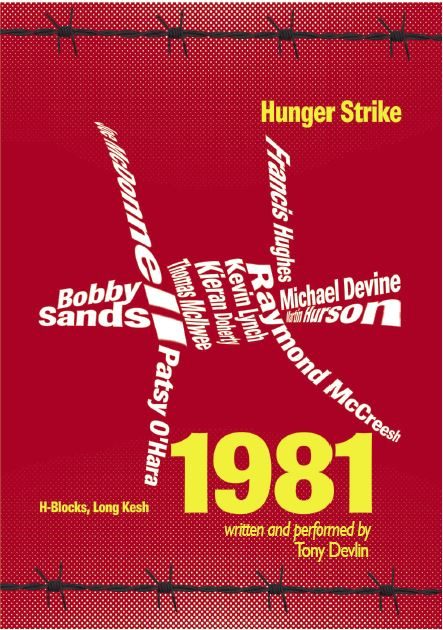 Hunger Strike
Joe McDonnell
Francis Hughes
Bobby
Sands
Thomas McIlwee
Kieran Doherty
Kevin Lynch
Raymond McCreesh
Michael Devine
Martin Hurson
Patsy O'Hara
1981
H-Blocks, Long Kesh
written and performed by
Tony Devlin